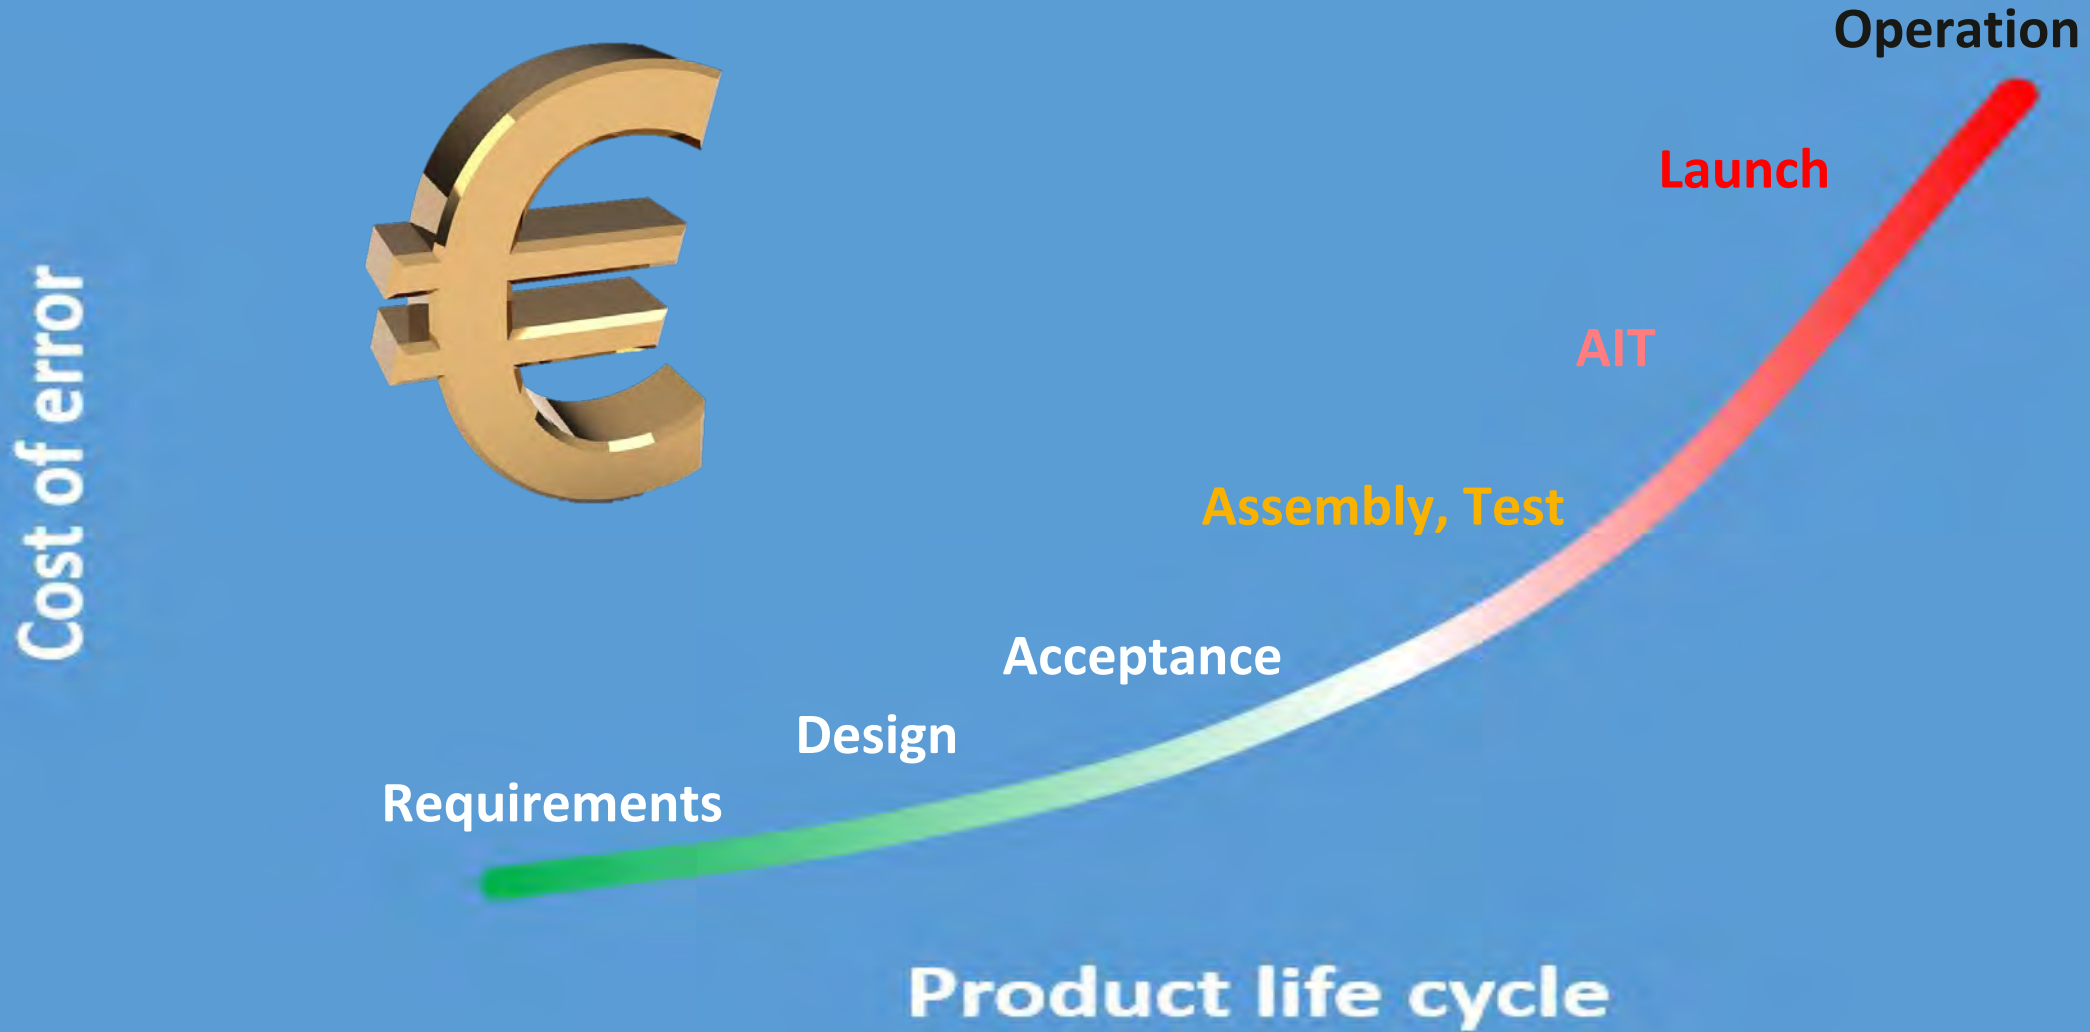 Operation
Launch
AIT
Assembly, Test
Acceptance
Design
Requirements
Cost of error
Product life cycle
€